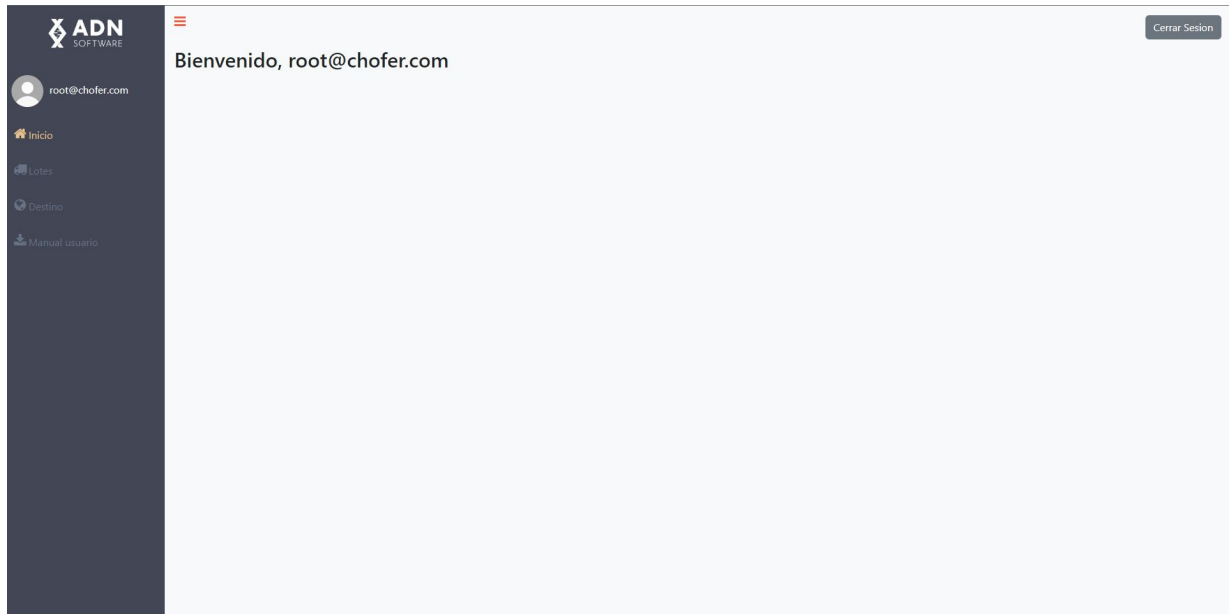 ADN
SOFTWARE
Cerrar Sesion
Bienvenido, root@chofer.com
root@chofer.com
Inicio
Lotes
Destino
Manual usuario